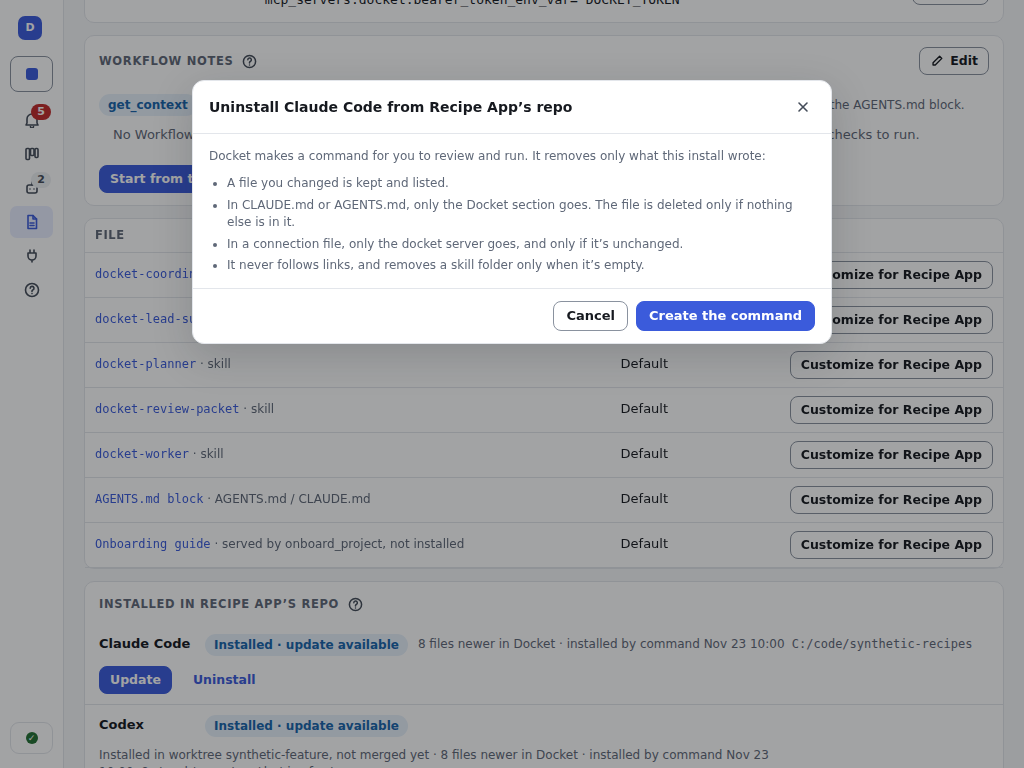 mcp_servers.docket.bearer_token_env_var=
D
5
2
WORKFLOW NOTES
Edit
get_context
the AGENTS.md block.
No Workflow
checks to run.
Start from
Uninstall Claude Code from Recipe App’s repo
Docket makes a command for you to review and run. It removes only what this install wrote:
• A file you changed is kept and listed.
• In CLAUDE.md or AGENTS.md, only the Docket section goes. The file is deleted only if nothing
else is in it.
• In a connection file, only the docket server goes, and only if it’s unchanged.
• It never follows links, and removes a skill folder only when it’s empty.
Cancel
Create the command
FILE
for Recipe App
for Recipe App
docket-planner · skill
Default
Customize for Recipe App
docket-review-packet · skill
Default
Customize for Recipe App
docket-worker · skill
Default
Customize for Recipe App
AGENTS.md block · AGENTS.md / CLAUDE.md
Default
Customize for Recipe App
Onboarding guide · served by onboard_project, not installed
Default
Customize for Recipe App
INSTALLED IN RECIPE APP’S REPO
Claude Code
Installed · update available
8 files newer in Docket · installed by command Nov 23 10:00 C:/code/synthetic-recipes
Update
Uninstall
Codex
Installed · update available
Installed in worktree synthetic-feature, not merged yet · 8 files newer in Docket · installed by command Nov 23